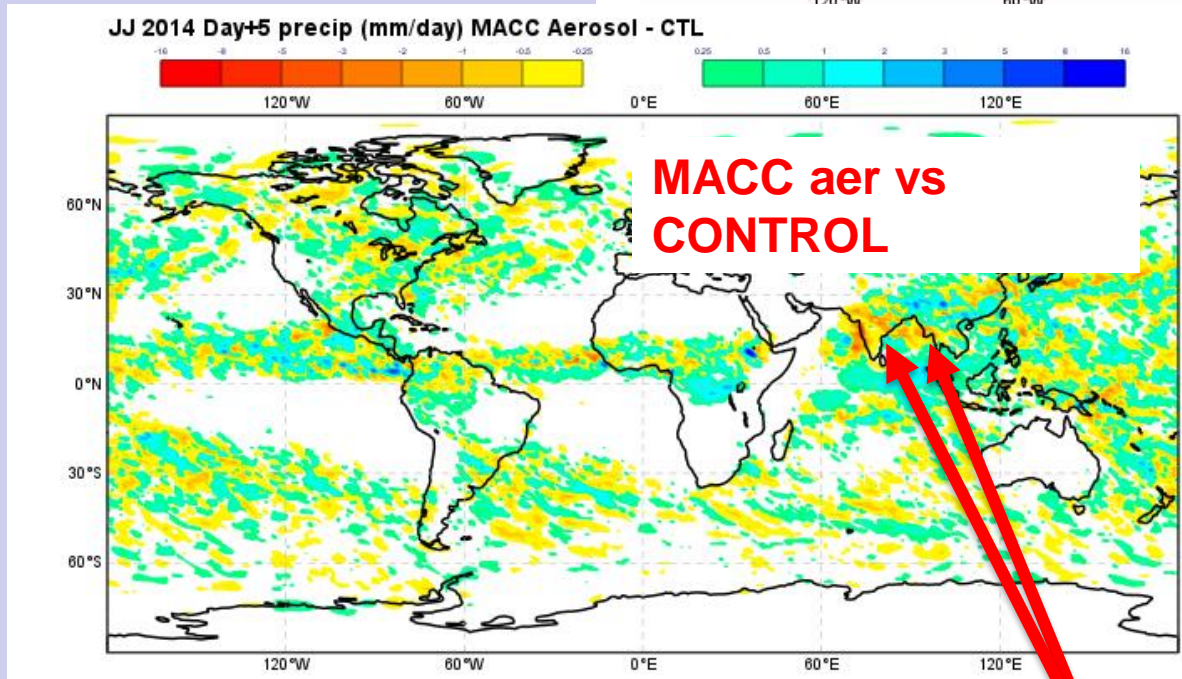 120°W 60°W
JJ 2014 Day+5 precip (mm/day) MACC Aerosol - CTL
-16 -8 -5 -3 -2 -1 -0.5 -0.25 0.25 0.5 1 2 3 5 8 16
120°W 60°W 0°E 60°E 120°E
MACC aer vs
CONTROL
60°N
30°N
0°N
30°S
60°S
120°W 60°W 0°E 60°E 120°E